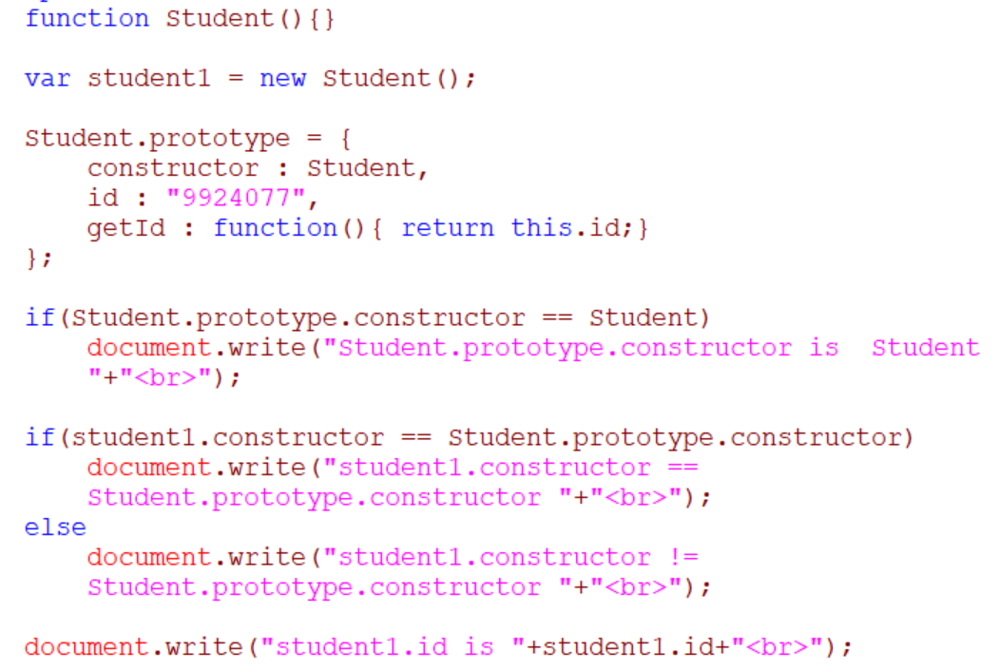 function Student(){}
var student1 = new Student();
Student.prototype = {
    constructor : Student,
    id : "9924077",
    getId : function(){ return this.id;}
};
if(Student.prototype.constructor == Student)
    document.write("Student.prototype.constructor is  Student
    "+"<br>");
if(student1.constructor == Student.prototype.constructor)
    document.write("student1.constructor ==
    Student.prototype.constructor "+"<br>");
else
    document.write("student1.constructor !=
    Student.prototype.constructor "+"<br>");
document.write("student1.id is "+student1.id+"<br>");